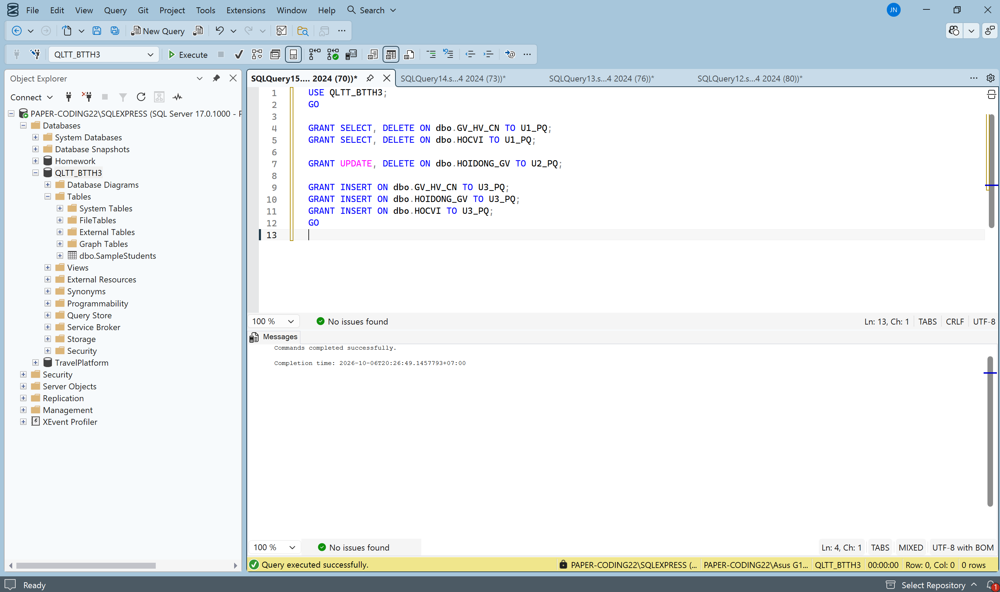 File Edit View Query Git Project Tools Extensions Window Help Search JN
New Query
QLTT_BTTH3 Execute
Object Explorer
Connect
PAPER-CODING22\SQLEXPRESS (SQL Server 17.0.1000 -
Databases
System Databases
Database Snapshots
Homework
QLTT_BTTH3
Database Diagrams
Tables
System Tables
FileTables
External Tables
Graph Tables
dbo.SampleStudents
Views
External Resources
Synonyms
Programmability
Query Store
Service Broker
Storage
Security
TravelPlatform
Security
Server Objects
Replication
Management
XEvent Profiler
SQLQuery15.... 2024 (70))* SQLQuery14.s...4 2024 (73))* SQLQuery13.s...4 2024 (76))* SQLQuery12.s...4 2024 (80))*
1 USE QLTT_BTTH3;
2 GO
3
4 GRANT SELECT, DELETE ON dbo.GV_HV_CN TO U1_PQ;
5 GRANT SELECT, DELETE ON dbo.HOCVI TO U1_PQ;
6
7 GRANT UPDATE, DELETE ON dbo.HOIDONG_GV TO U2_PQ;
8
9 GRANT INSERT ON dbo.GV_HV_CN TO U3_PQ;
10 GRANT INSERT ON dbo.HOIDONG_GV TO U3_PQ;
11 GRANT INSERT ON dbo.HOCVI TO U3_PQ;
12 GO
13
100 % No issues found Ln: 13, Ch: 1 TABS CRLF UTF-8
Messages
Commands completed successfully.
Completion time: 2026-10-06T20:26:49.1457793+07:00
100 % No issues found Ln: 4, Ch: 1 TABS MIXED UTF-8 with BOM
Query executed successfully. PAPER-CODING22\SQLEXPRESS (... PAPER-CODING22\Asus G1... QLTT_BTTH3 00:00:00 Row: 0, Col: 0 0 rows
Ready Select Repository 1